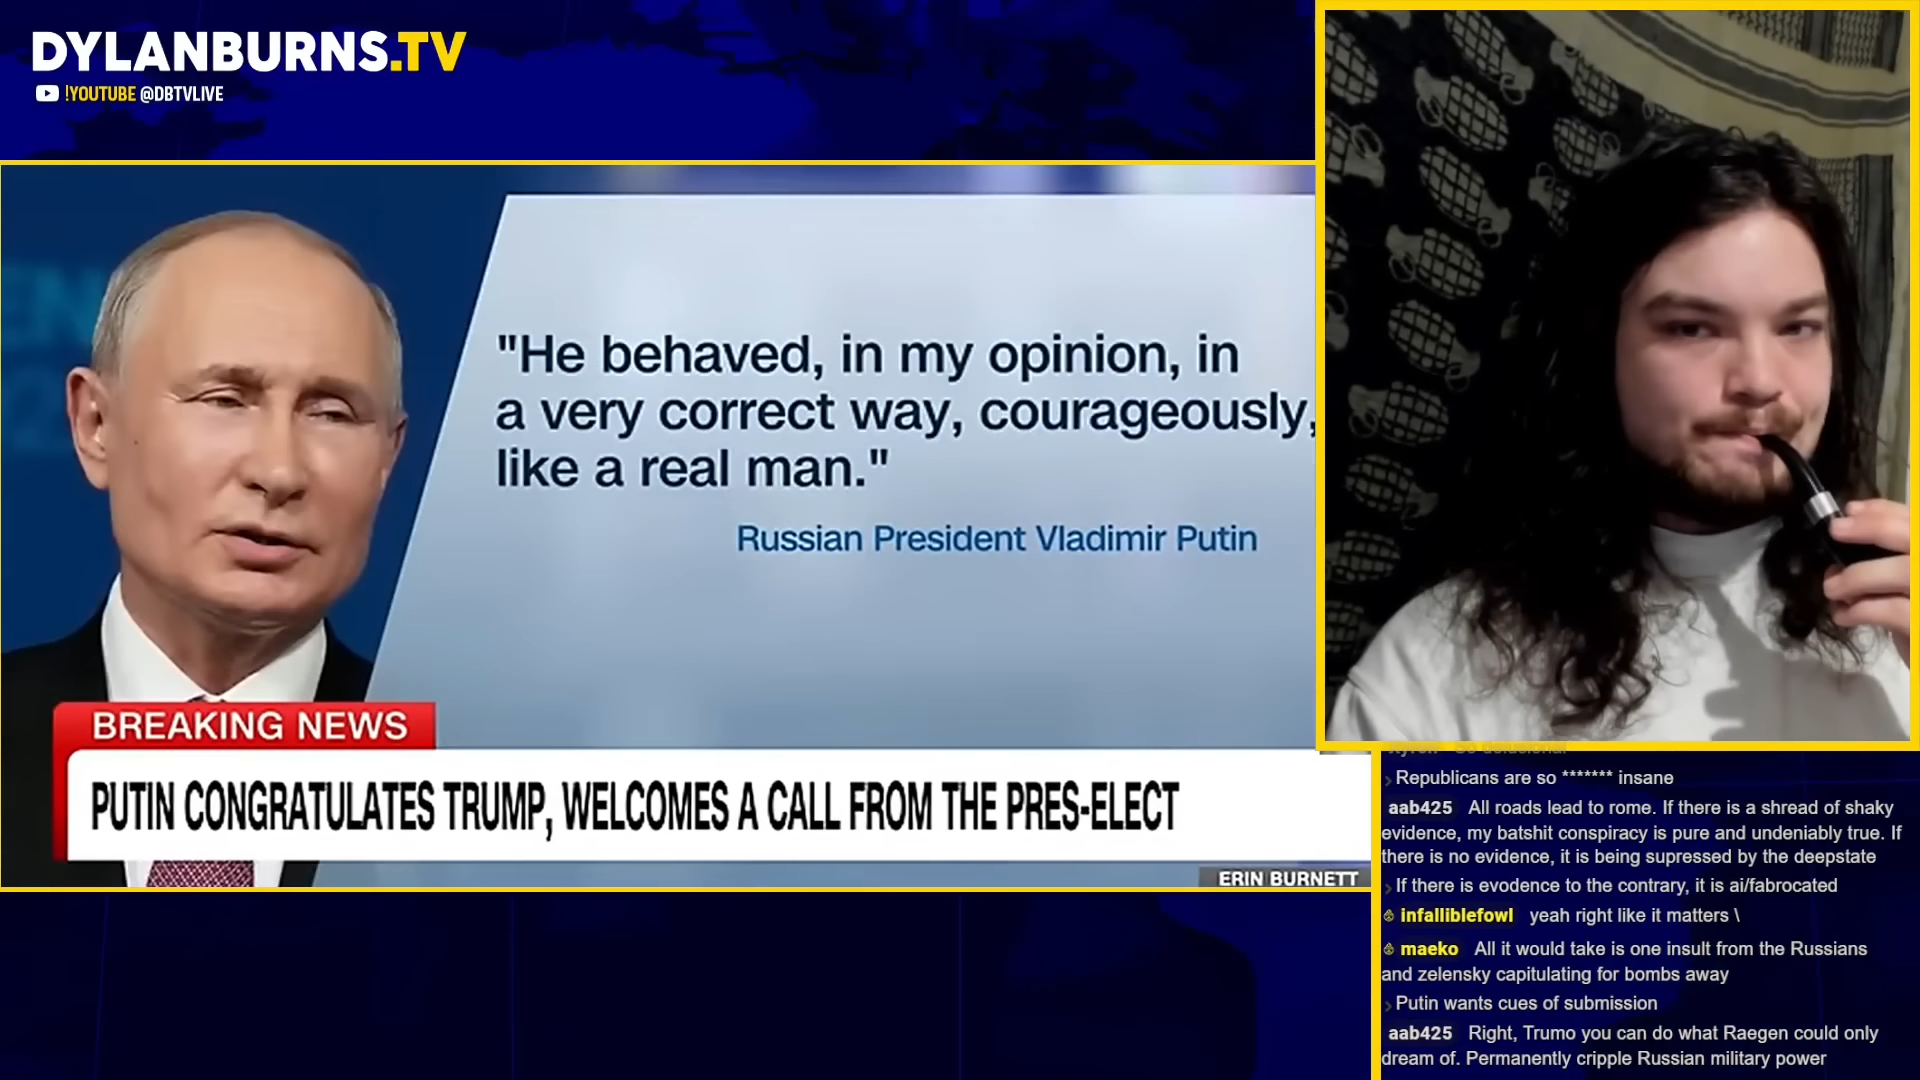 DYLANBURNS.TV
!YOUTUBE @DBTVLIVE
"He behaved, in my opinion, in
a very correct way, courageously,
like a real man."
Russian President Vladimir Putin
BREAKING NEWS
PUTIN CONGRATULATES TRUMP, WELCOMES A CALL FROM THE PRES-ELECT
ERIN BURNETT
Republicans are so ******* insane
aab425 All roads lead to rome. If there is a shread of shaky
evidence, my batshit conspiracy is pure and undeniably true. If
there is no evidence, it is being supressed by the deepstate
If there is evodence to the contrary, it is ai/fabrocated
infalliblefowl yeah right like it matters \
maeko All it would take is one insult from the Russians
and zelensky capitulating for bombs away
Putin wants cues of submission
aab425 Right, Trumo you can do what Raegen could only
dream of. Permanently cripple Russian military power